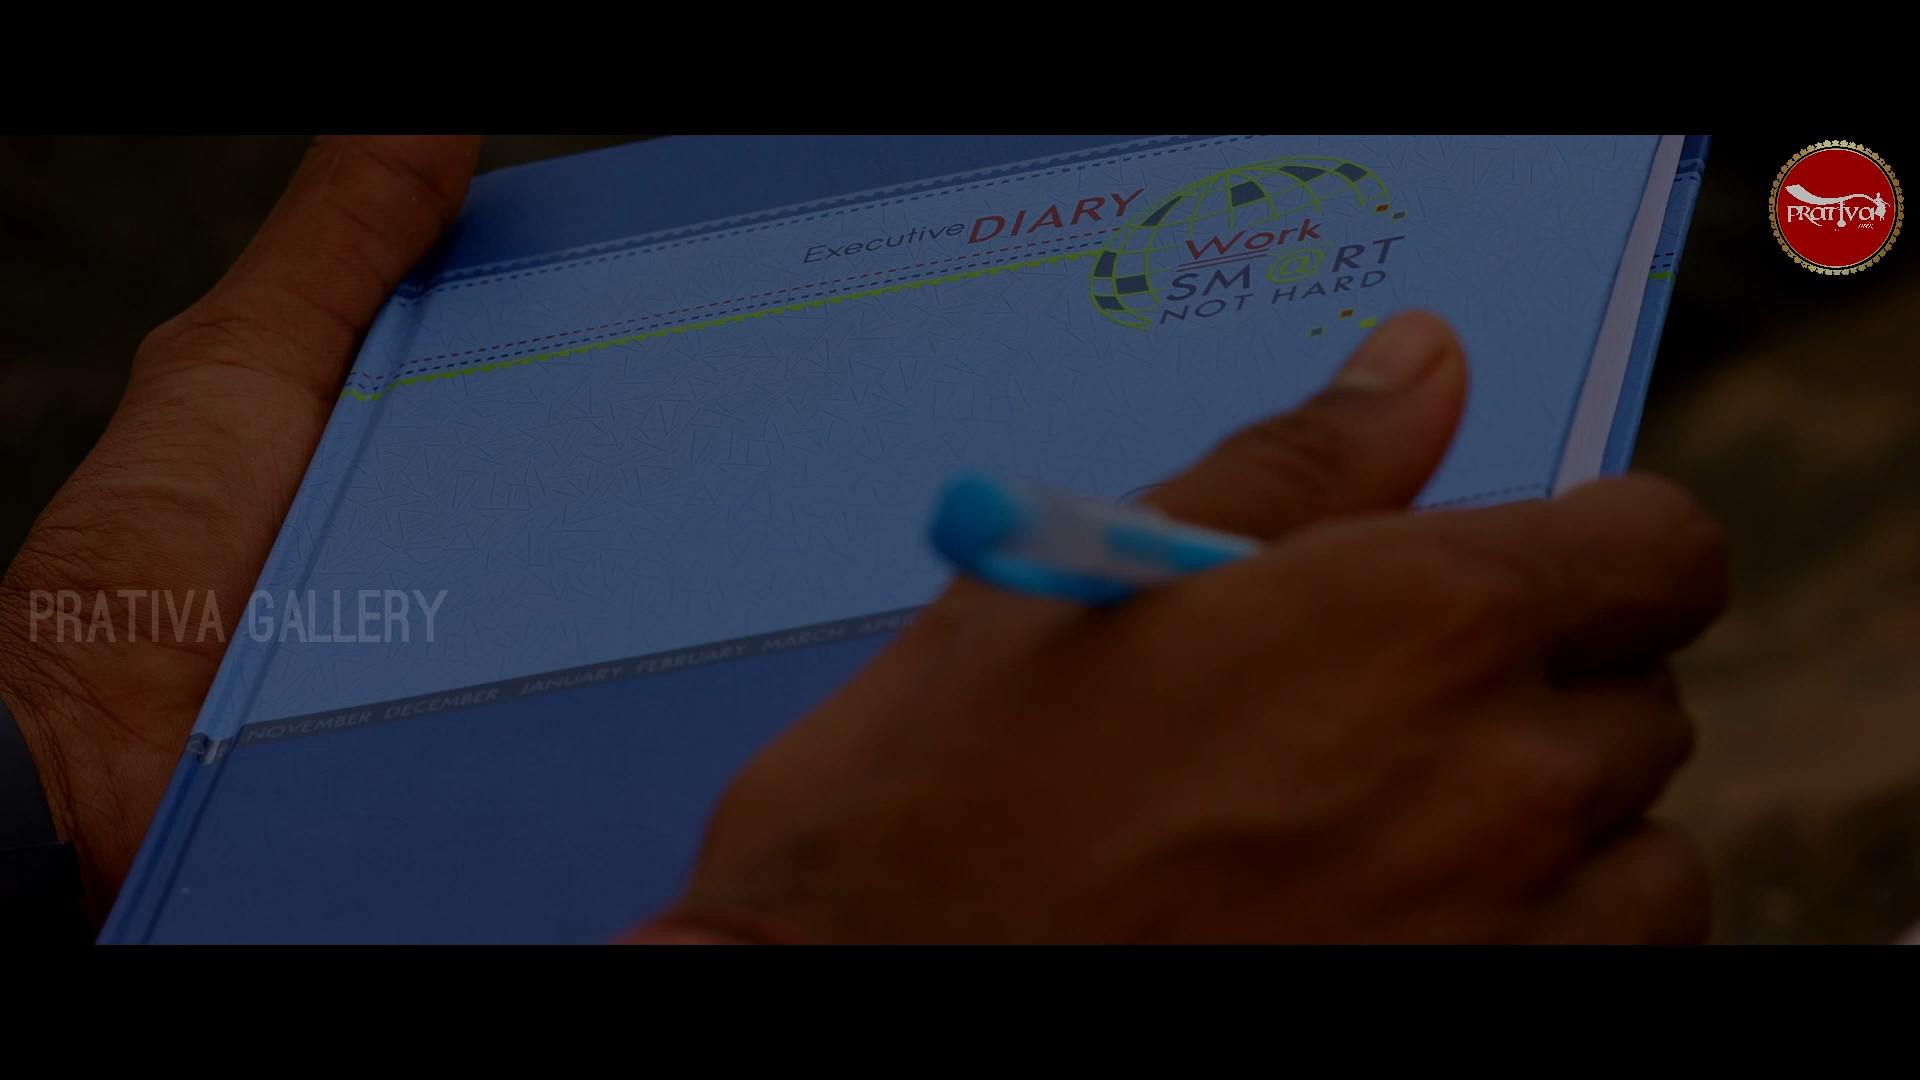 Executive DIARY
Work
SM@RT
NOT HARD
PRATIVA
PRATIVA GALLERY
NOVEMBER DECEMBER JANUARY FEBRUARY MARCH